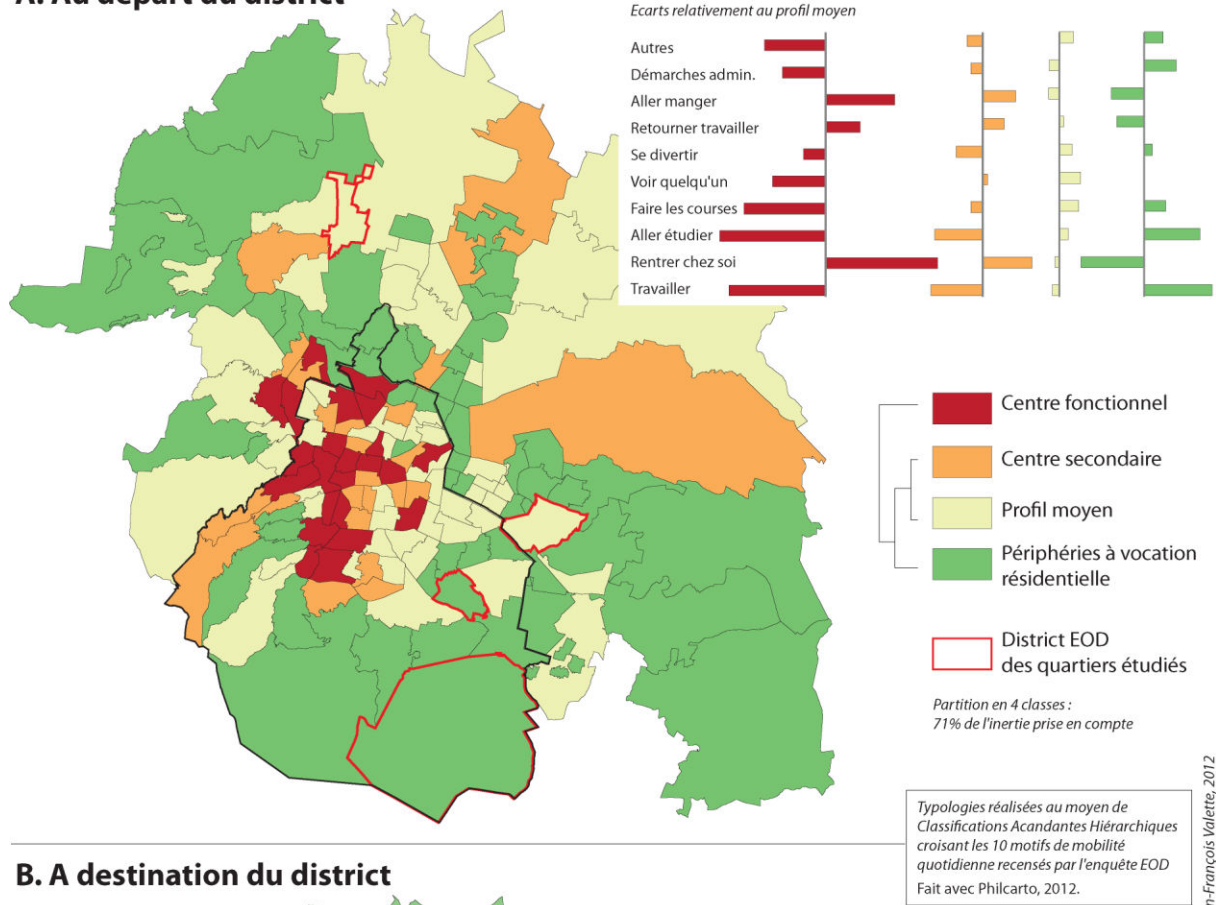 A. Au départ du district
Ecarts relativement au profil moyen
Autres
Démarches admin.
Aller manger
Retourner travailler
Se divertir
Voir quelqu'un
Faire les courses
Aller étudier
Rentrer chez soi
Travailler
Centre fonctionnel
Centre secondaire
Profil moyen
Périphéries à vocation
résidentielle
District EOD
des quartiers étudiés
Partition en 4 classes :
71% de l'inertie prise en compte
Typologies réalisées au moyen de
Classifications Acandantes Hiérarchiques
croisant les 10 motifs de mobilité
quotidienne recensés par l'enquête EOD
Fait avec Philcarto, 2012.
n-François Valette, 2012
B. A destination du district